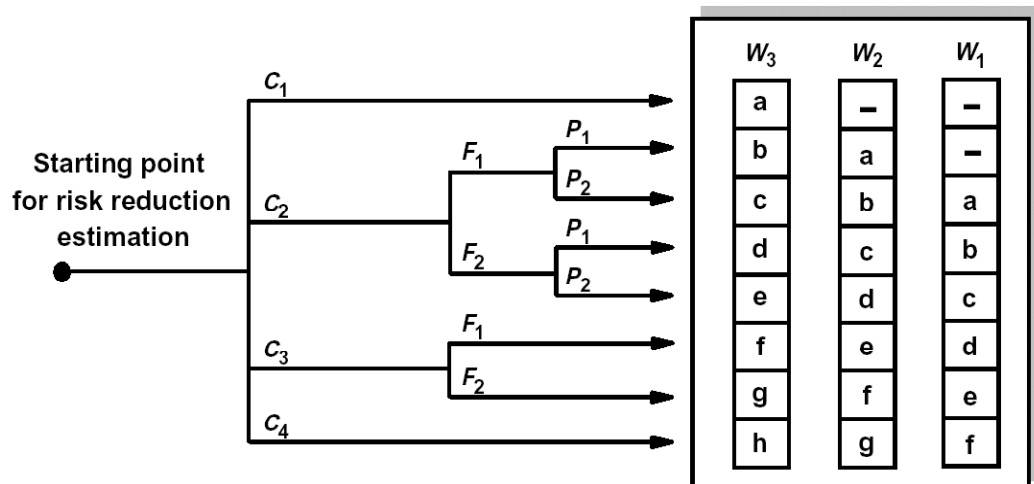 W3 W2 W1
C1
a - -
Starting point
for risk reduction
estimation
P1
F1
b a -
P2
C2
c b a
P1
F2
d c b
P2
e d c
F1
C3
f e d
F2
g f e
C4
h g f